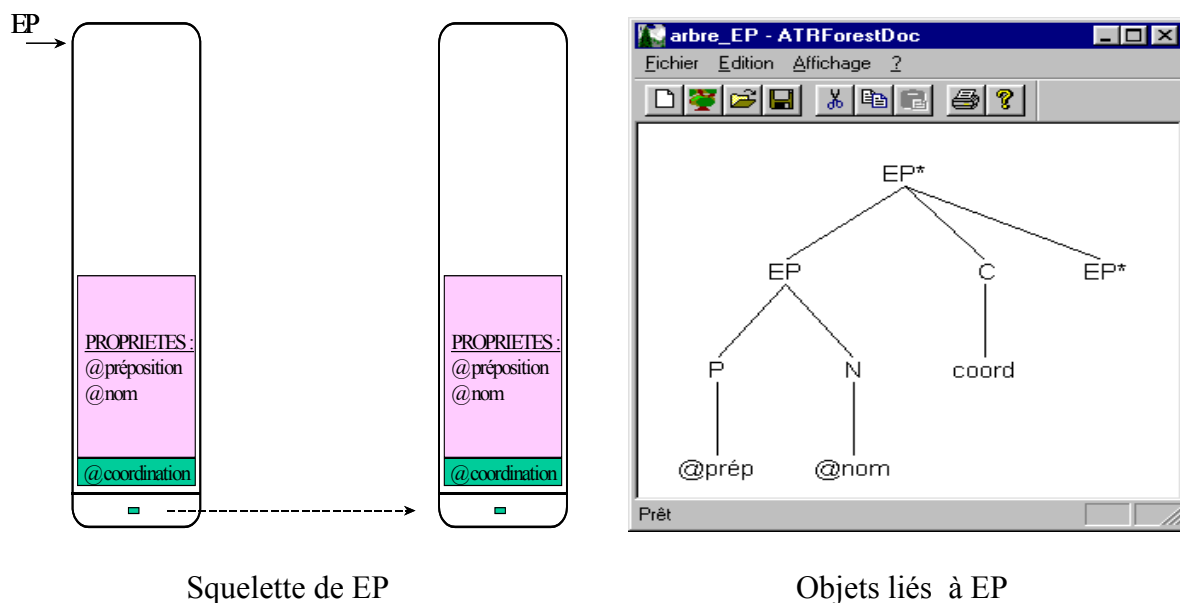 EP
PROPRIETES :
@préposition
@nom
@coordination
PROPRIETES :
@préposition
@nom
@coordination
arbre_EP - ATRForestDoc
Fichier Edition Affichage ?
EP*
EP C EP*
P N coord
@prép @nom
Prêt
Squelette de EP
Objets liés à EP